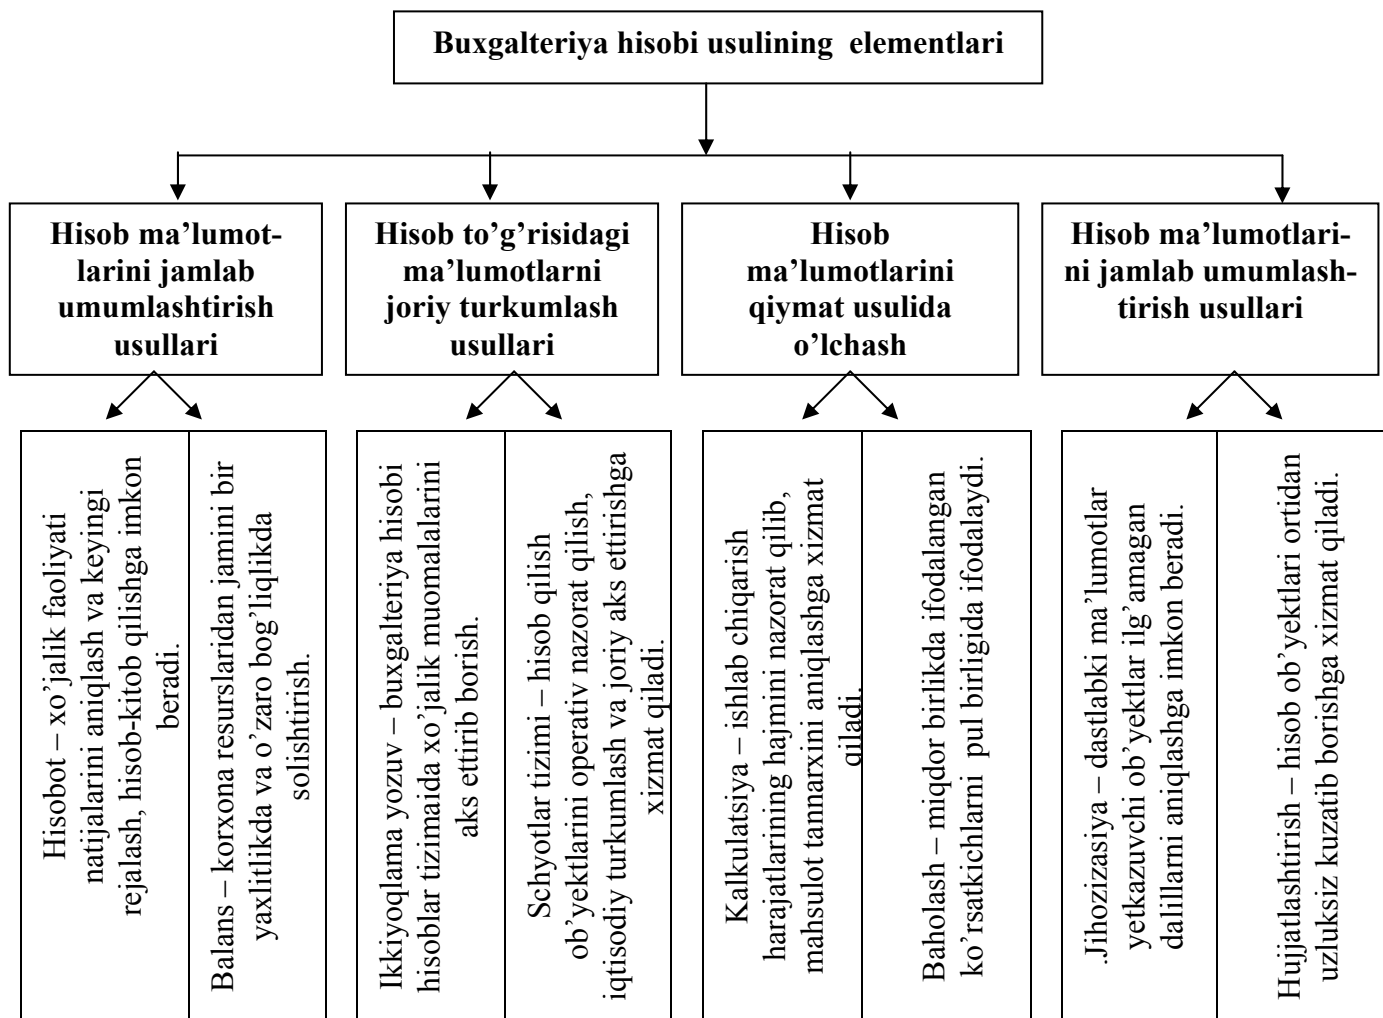 Buxgalteriya hisobi usulining elementlari
Hisob ma’lumot-
larini jamlab
umumlashtirish
usullari
Hisob to’g’risidagi
ma’lumotlarni
joriy turkumlash
usullari
Hisob
ma’lumotlarini
qiymat usulida
o’lchash
Hisob ma’lumotlari-
ni jamlab umumlash-
tirish usullari
Hisobot – xo’jalik faoliyati
natijalarini aniqlash va keyingi
rejalash, hisob-kitob qilishga imkon
beradi.
Balans – korxona resurslaridan jamini bir
yaxlitlikda va o’zaro bog’liqlikda
solishtirish.
Ikkiyoqlama yozuv – buxgalteriya hisobi
hisoblar tizimaida xo’jalik muomalalarini
aks ettirib borish.
Schyotlar tizimi – hisob qilish
ob’yektlarini operativ nazorat qilish,
iqtisodiy turkumlash va joriy aks ettirishga
xizmat qiladi.
Kalkulatsiya – ishlab chiqarish
harajatlarining hajmini nazorat qilib,
mahsulot tannarxini aniqlashga xizmat
qiladi.
Baholash – miqdor birlikda ifodalangan
ko’rsatkichlarni pul birligida ifodalaydi.
.Jihozizasiya – dastlabki ma’lumotlar
yetkazuvchi ob’yektlar ilg’amagan
dalillarni aniqlashga imkon beradi.
Hujjatlashtirish – hisob ob’yektlari ortidan
uzluksiz kuzatib borishga xizmat qiladi.